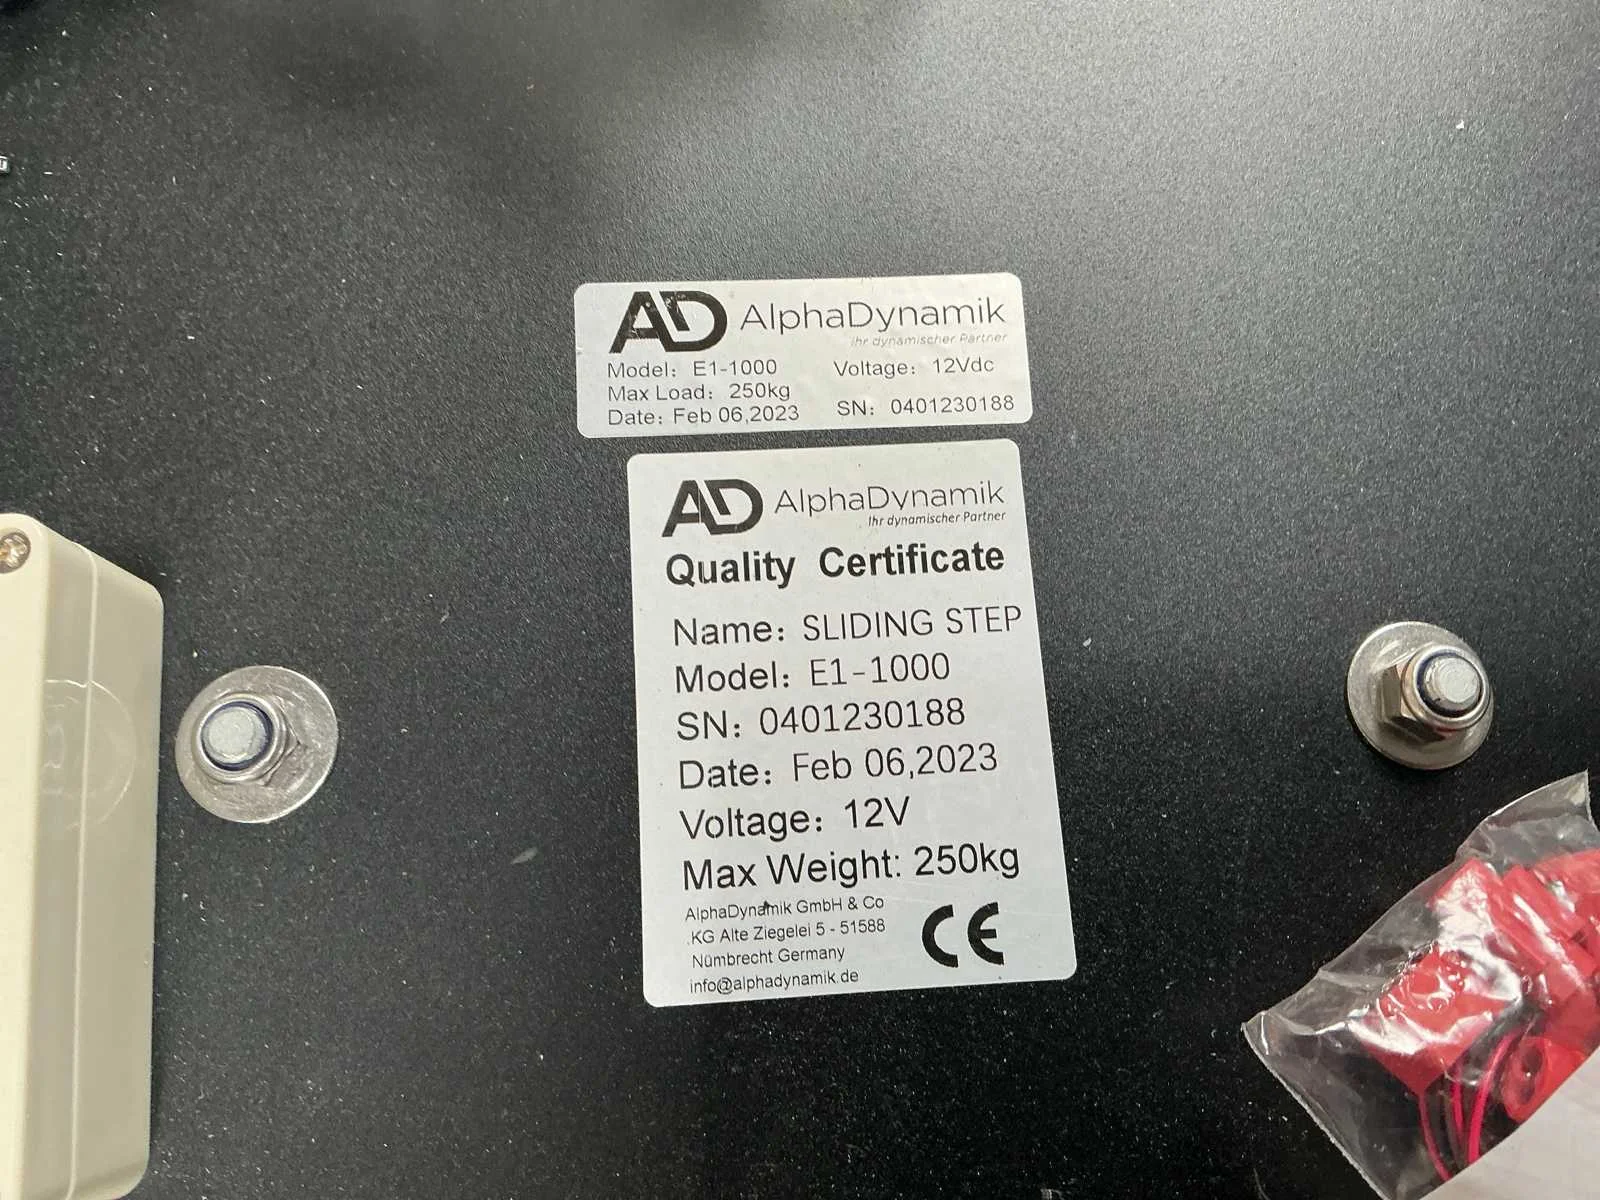 AD AlphaDynamik
Ihr dynamischer Partner
Model: E1-1000 Voltage: 12Vdc
Max Load: 250kg
Date: Feb 06,2023 SN: 0401230188
AD AlphaDynamik
Ihr dynamischer Partner
Quality Certificate
Name: SLIDING STEP
Model: E1-1000
SN: 0401230188
Date: Feb 06,2023
Voltage: 12V
Max Weight: 250kg
AlphaDynamik GmbH & Co
.KG Alte Ziegelei 5 - 51588
Nümbrecht Germany
info@alphadynamik.de
CE